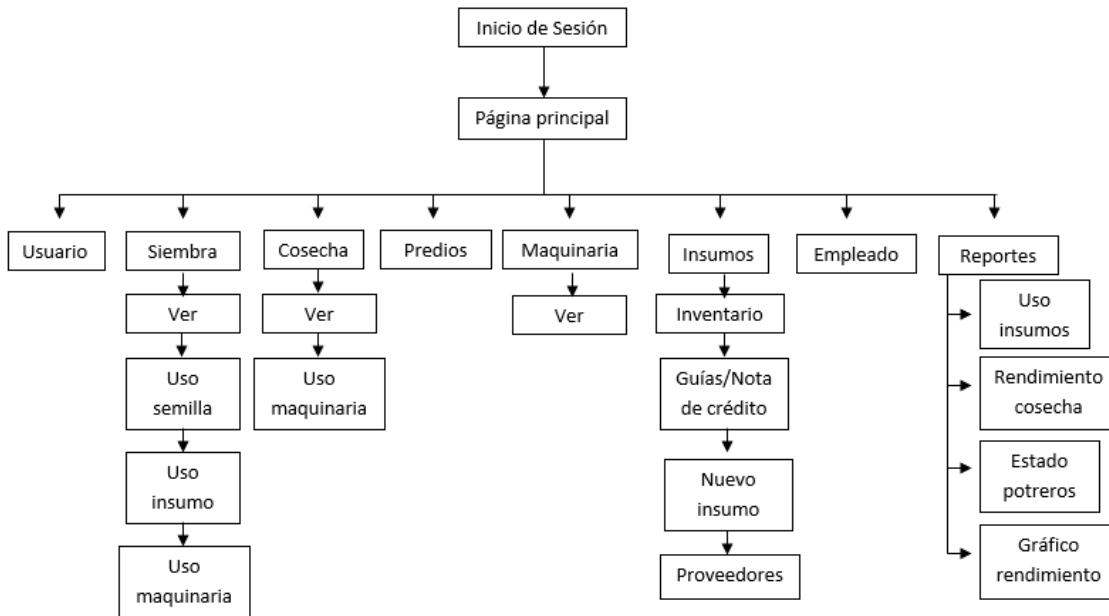 Inicio de Sesión
Página principal
Usuario
Siembra
Cosecha
Predios
Maquinaria
Insumos
Empleado
Reportes
Ver
Uso
semilla
Uso
insumo
Uso
maquinaria
Ver
Uso
maquinaria
Ver
Inventario
Guías/Nota
de crédito
Nuevo
insumo
Proveedores
Uso
insumos
Rendimiento
cosecha
Estado
potreros
Gráfico
rendimiento